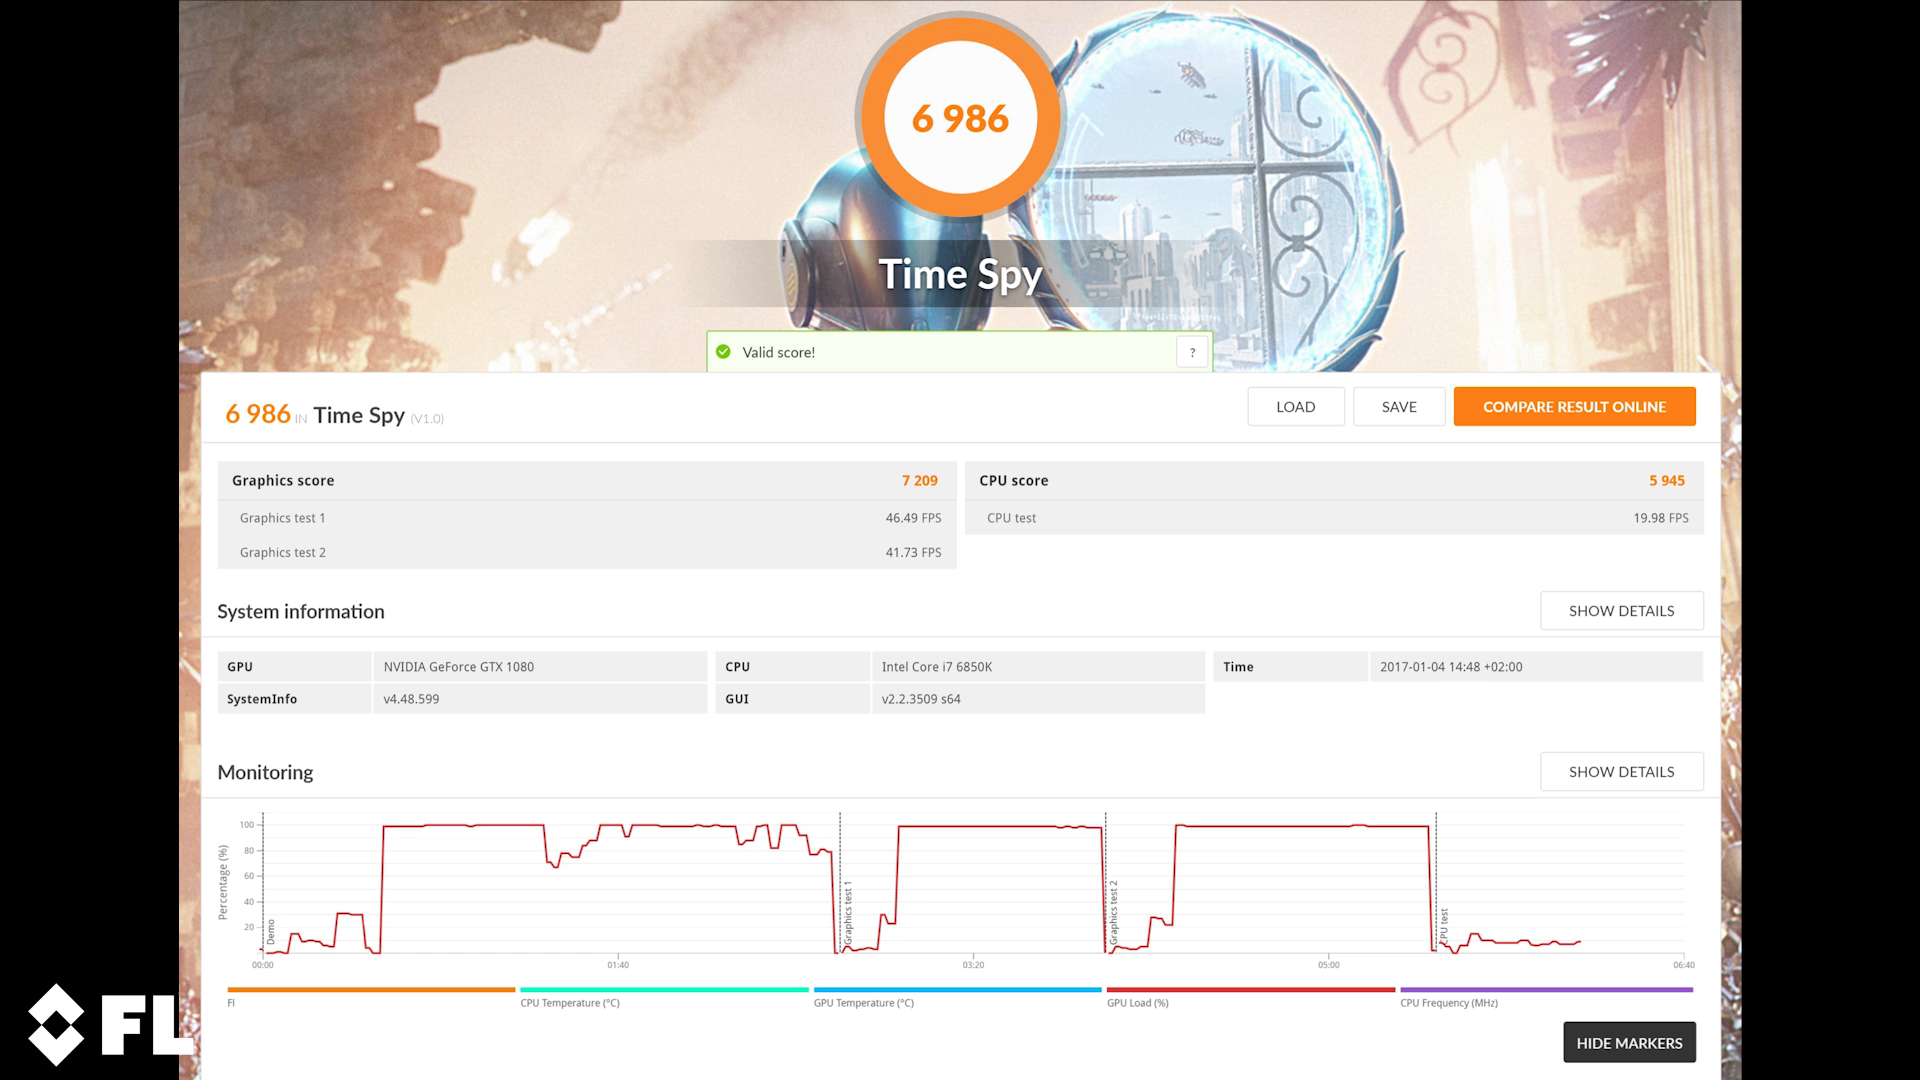 6 986
Time Spy
Valid score!
?
6 986 IN Time Spy (V1.0)
LOAD
SAVE
COMPARE RESULT ONLINE
Graphics score 7 209
Graphics test 1 46.49 FPS
Graphics test 2 41.73 FPS
CPU score 5 945
CPU test 19.98 FPS
System information
SHOW DETAILS
GPU NVIDIA GeForce GTX 1080 CPU Intel Core i7 6850K Time 2017-01-04 14:48 +02:00
SystemInfo v4.48.599 GUI v2.2.3509 s64
Monitoring
SHOW DETAILS
Percentage (%)
100
80
60
40
20
Demo
Graphics test 1
Graphics test 2
CPU test
00:00 01:40 03:20 05:00 06:40
FI CPU Temperature (°C) GPU Temperature (°C) GPU Load (%) CPU Frequency (MHz)
HIDE MARKERS
FL